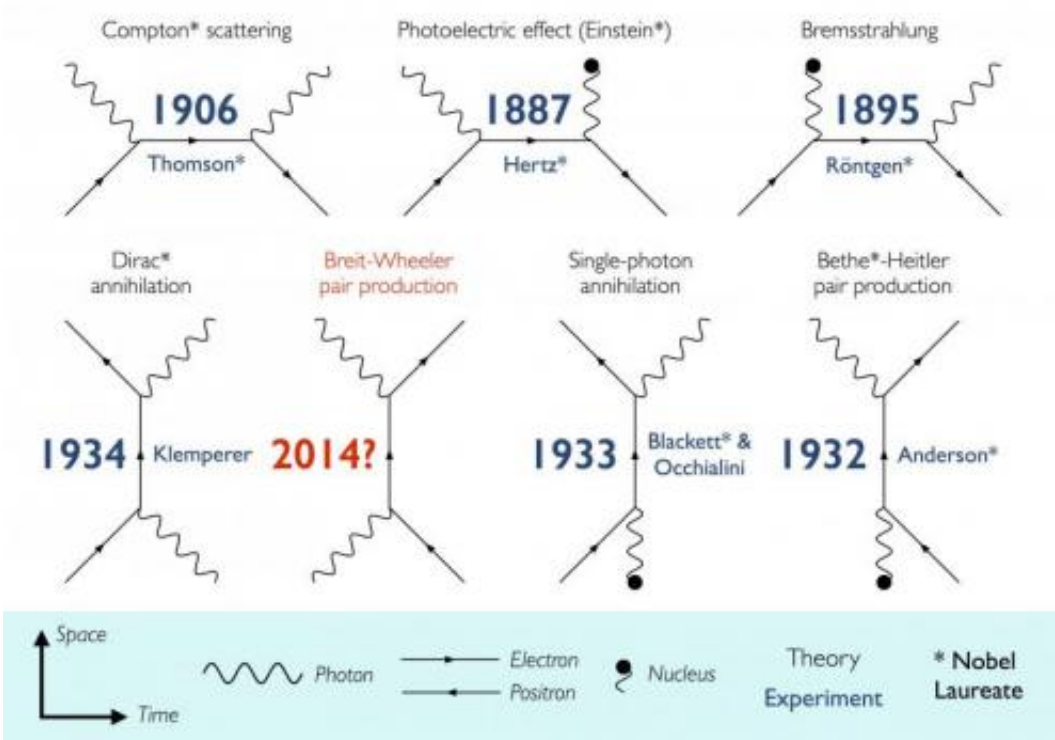 Compton* scattering
1906
Thomson*
Photoelectric effect (Einstein*)
1887
Hertz*
Bremsstrahlung
1895
Röntgen*
Dirac*
annihilation
1934
Klemperer
Breit-Wheeler
pair production
2014?
Single-photon
annihilation
1933
Blackett* &
Occhialini
Bethe*-Heitler
pair production
1932
Anderson*
Space
Time
Photon
Electron
Positron
Nucleus
Theory
Experiment
* Nobel
Laureate